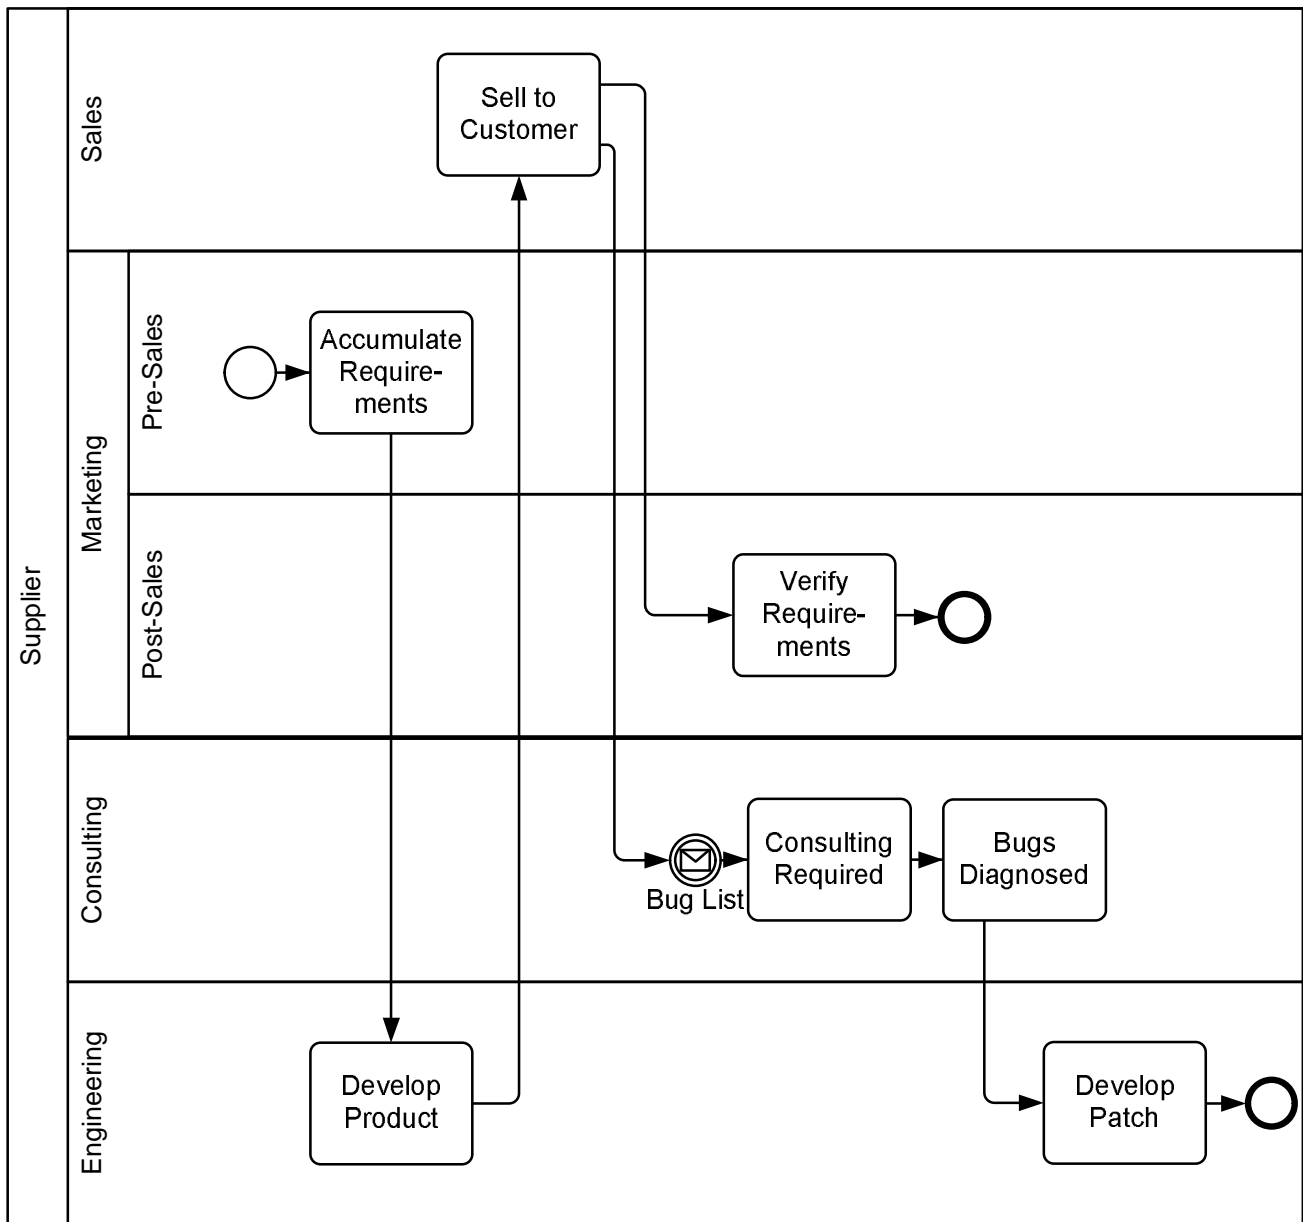 Supplier
Sales
Sell to
Customer
Marketing
Pre-Sales
Accumulate
Require-
ments
Post-Sales
Verify
Require-
ments
Consulting
Bug List
Consulting
Required
Bugs
Diagnosed
Engineering
Develop
Product
Develop
Patch